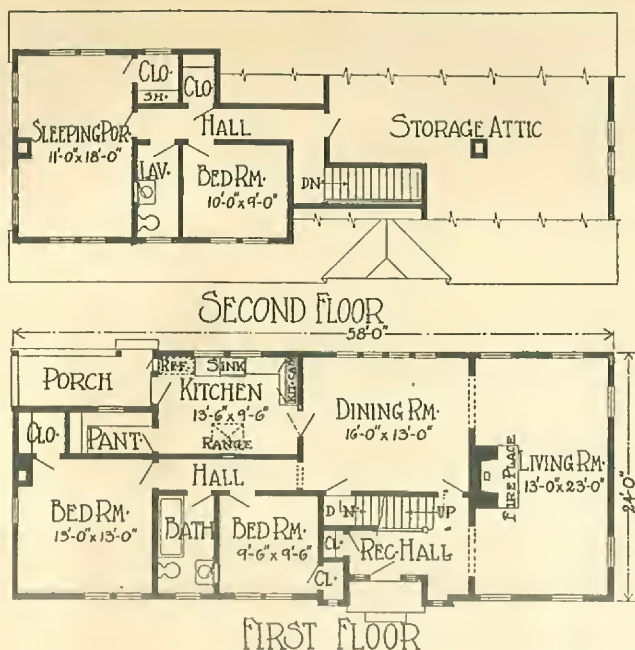 CLO.
SH.
CLO.
SLEEPING POR.
11'-0" x 18'-0"
HALL
STORAGE ATTIC
LAV.
BED RM.
10'-0" x 9'-0"
DN
SECOND FLOOR
58'-0"
PORCH
REF.
SINK
KIT. CAB.
KITCHEN
13'-6" x 9'-6"
RANGE
DINING RM.
16'-0" x 13'-0"
CLO.
PANT.
HALL
FIRE PLACE
LIVING RM.
13'-0" x 23'-0"
24'-0"
BED RM.
13'-0" x 13'-0"
BATH
BED RM.
9'-6" x 9'-6"
DN.
UP
CL.
REC. HALL
CL.
FIRST FLOOR